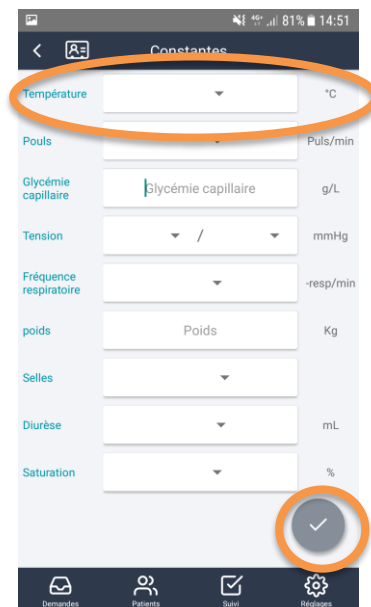 4G+ 81% 14:51
Constantes
Température °C
Pouls Puls/min
Glycémie
capillaire Glycémie capillaire g/L
Tension / mmHg
Fréquence
respiratoire -resp/min
poids Poids Kg
Selles
Diurèse mL
Saturation %
Demandes Patients Suivi Réglages